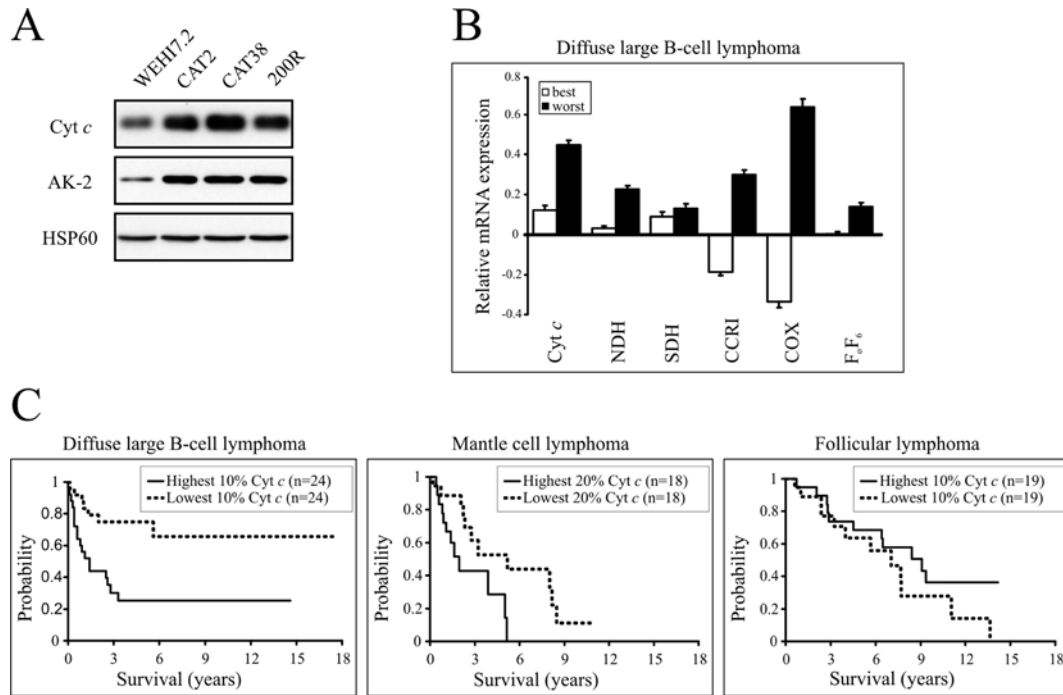 A
WEHI7.2
CAT2
CAT38
200R
Cyt c
AK-2
HSP60
B
Diffuse large B-cell lymphoma
best
worst
Relative mRNA expression
0.8
0.6
0.4
0.2
0
-0.2
-0.4
Cyt c
NDH
SDH
CCRI
COX
FₒF₆
C
Diffuse large B-cell lymphoma
Highest 10% Cyt c (n=24)
Lowest 10% Cyt c (n=24)
Probability
1
0.8
0.6
0.4
0.2
0
0 3 6 9 12 15 18
Survival (years)
Mantle cell lymphoma
Highest 20% Cyt c (n=18)
Lowest 20% Cyt c (n=18)
Probability
1
0.8
0.6
0.4
0.2
0
0 3 6 9 12 15 18
Survival (years)
Follicular lymphoma
Highest 10% Cyt c (n=19)
Lowest 10% Cyt c (n=19)
Probability
1
0.8
0.6
0.4
0.2
0
0 3 6 9 12 15 18
Survival (years)